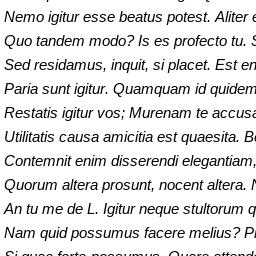 Nemo igitur esse beatus potest. Aliter
Quo tandem modo? Is es profecto tu. S
Sed residamus, inquit, si placet. Est en
Paria sunt igitur. Quamquam id quidem
Restatis igitur vos; Murenam te accusa
Utilitatis causa amicitia est quaesita. B
Contemnit enim disserendi elegantiam,
Quorum altera prosunt, nocent altera. N
An tu me de L. Igitur neque stultorum q
Nam quid possumus facere melius? P